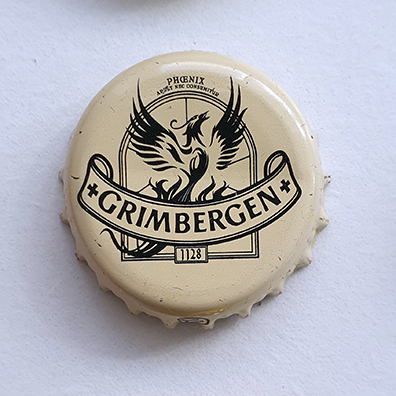 PHŒNIX
ARDET NEC CONSUMITUR
✚GRIMBERGEN✚
1128